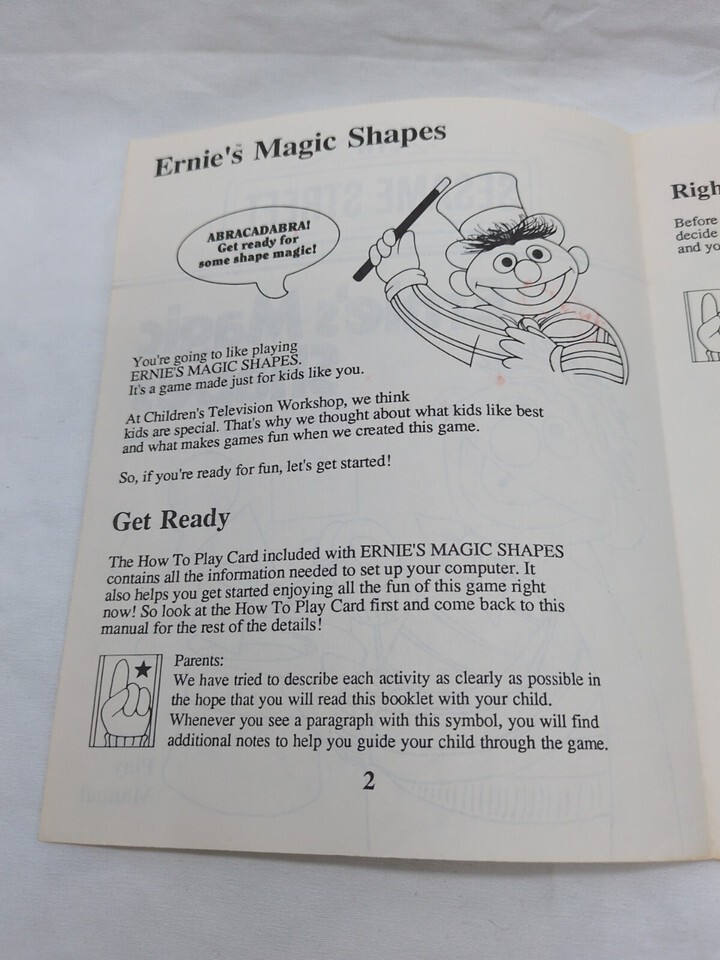 Ernie's Magic Shapes
ABRACADABRA!
Get ready for
some shape magic!
You're going to like playing
ERNIE'S MAGIC SHAPES.
It's a game made just for kids like you.
At Children's Television Workshop, we think
kids are special. That's why we thought about what kids like best
and what makes games fun when we created this game.
So, if you're ready for fun, let's get started!
Get Ready
The How To Play Card included with ERNIE'S MAGIC SHAPES
contains all the information needed to set up your computer. It
also helps you get started enjoying all the fun of this game right
now! So look at the How To Play Card first and come back to this
manual for the rest of the details!
Parents:
We have tried to describe each activity as clearly as possible in
the hope that you will read this booklet with your child.
Whenever you see a paragraph with this symbol, you will find
additional notes to help you guide your child through the game.
2
Before
decide
and